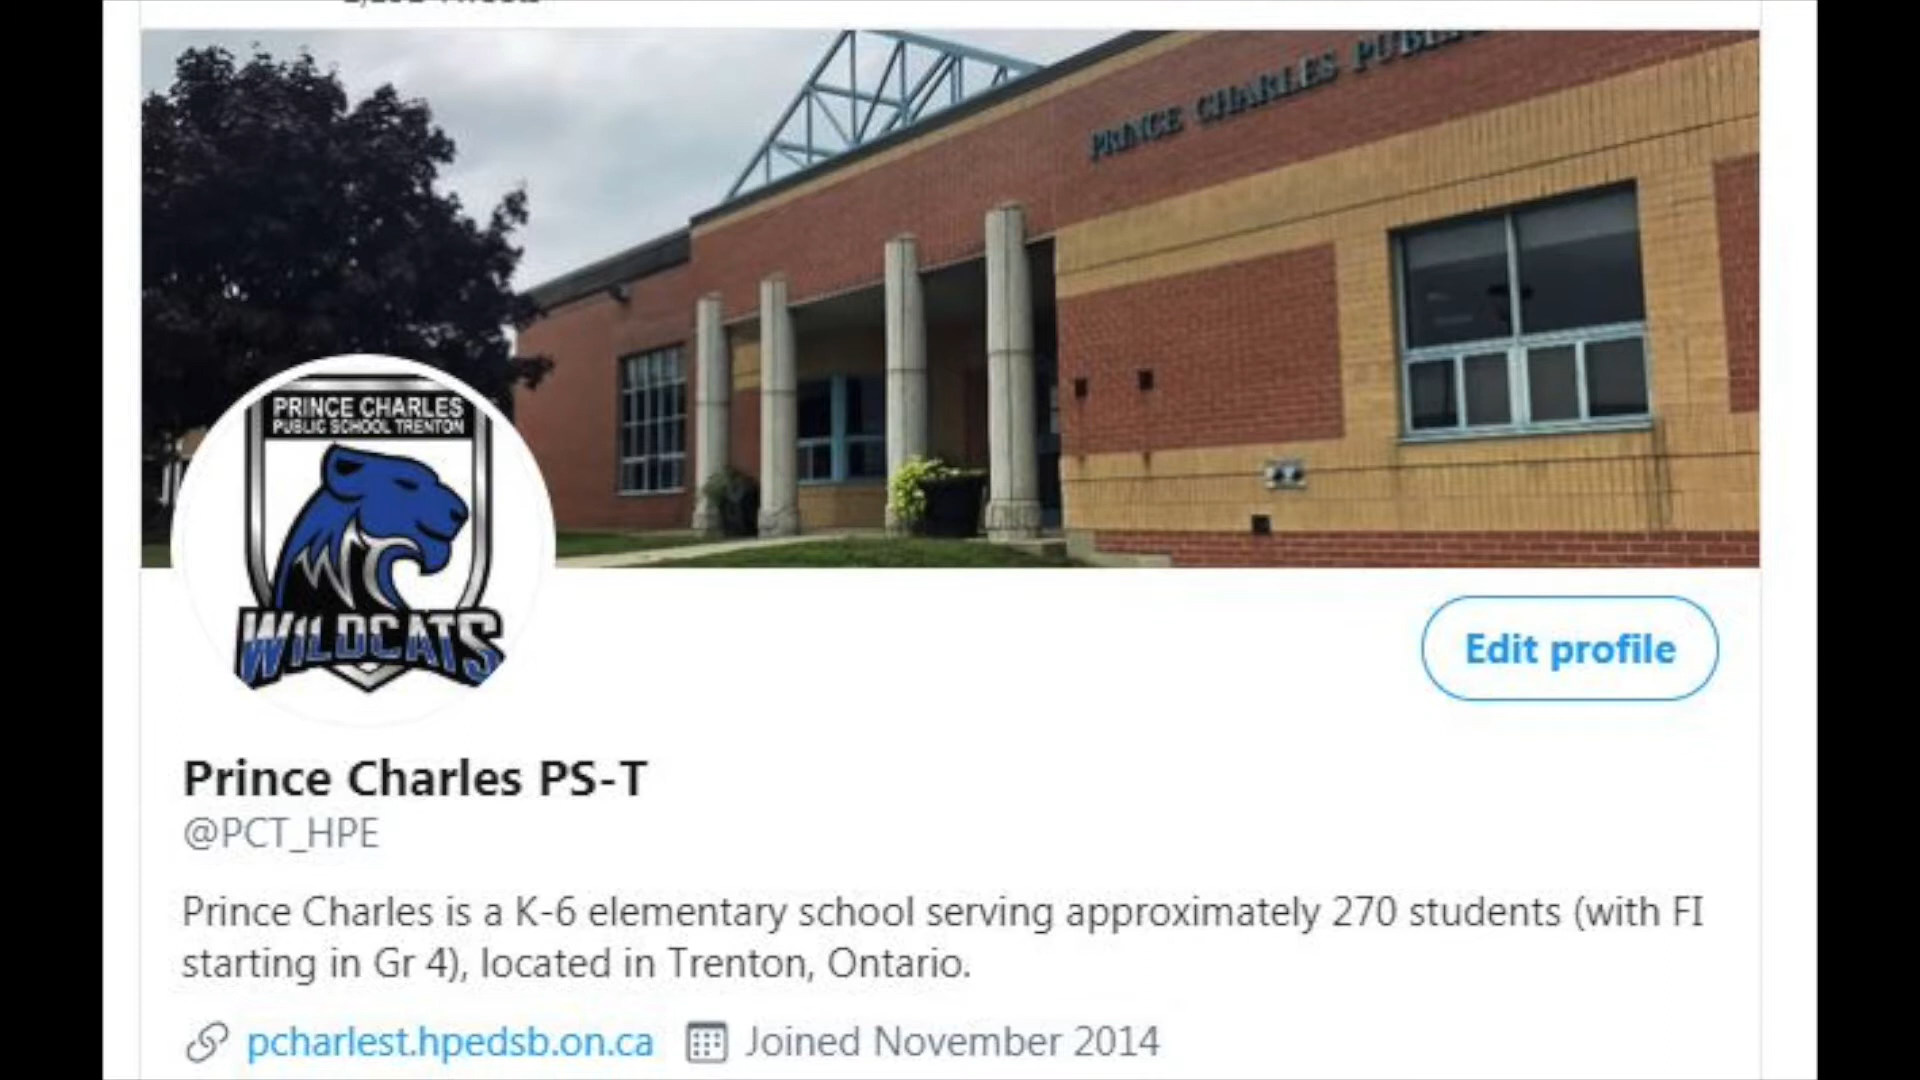 PRINCE CHARLES
PRINCE CHARLES
PUBLIC SCHOOL TRENTON
WC
WILDCATS
Edit profile
Prince Charles PS-T
@PCT_HPE
Prince Charles is a K-6 elementary school serving approximately 270 students (with FI
starting in Gr 4), located in Trenton, Ontario.
pcharlest.hpedsb.on.ca Joined November 2014